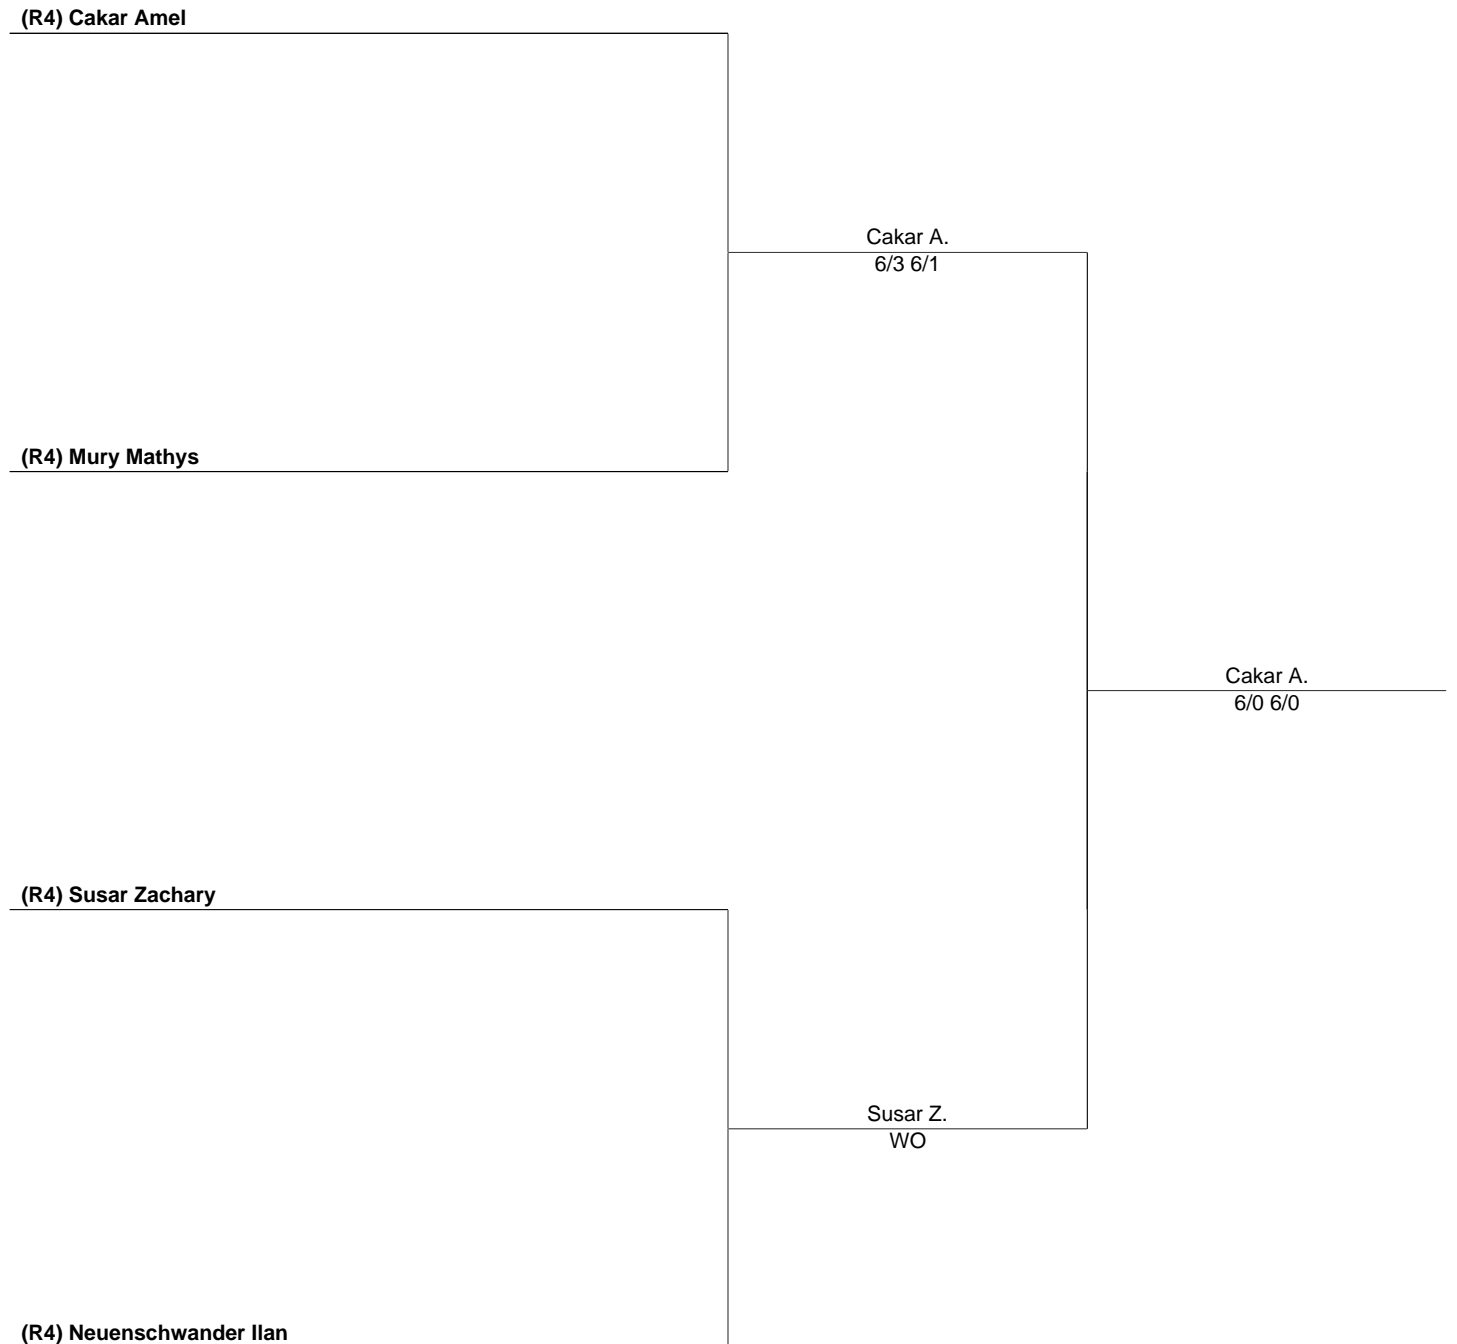 (R4) Cakar Amel
Cakar A.
6/3 6/1
(R4) Mury Mathys
Cakar A.
6/0 6/0
(R4) Susar Zachary
Susar Z.
WO
(R4) Neuenschwander Ilan